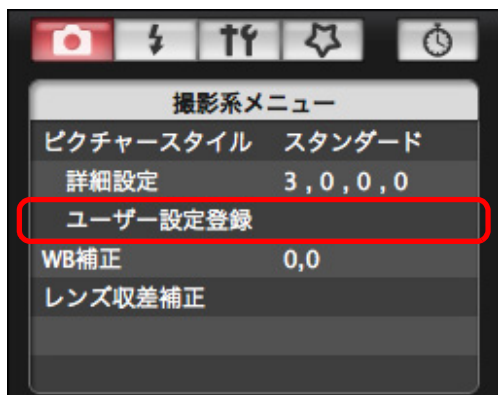 撮影系メニュー
ピクチャースタイル スタンダード
詳細設定 3,0,0,0
ユーザー設定登録
WB補正 0,0
レンズ収差補正